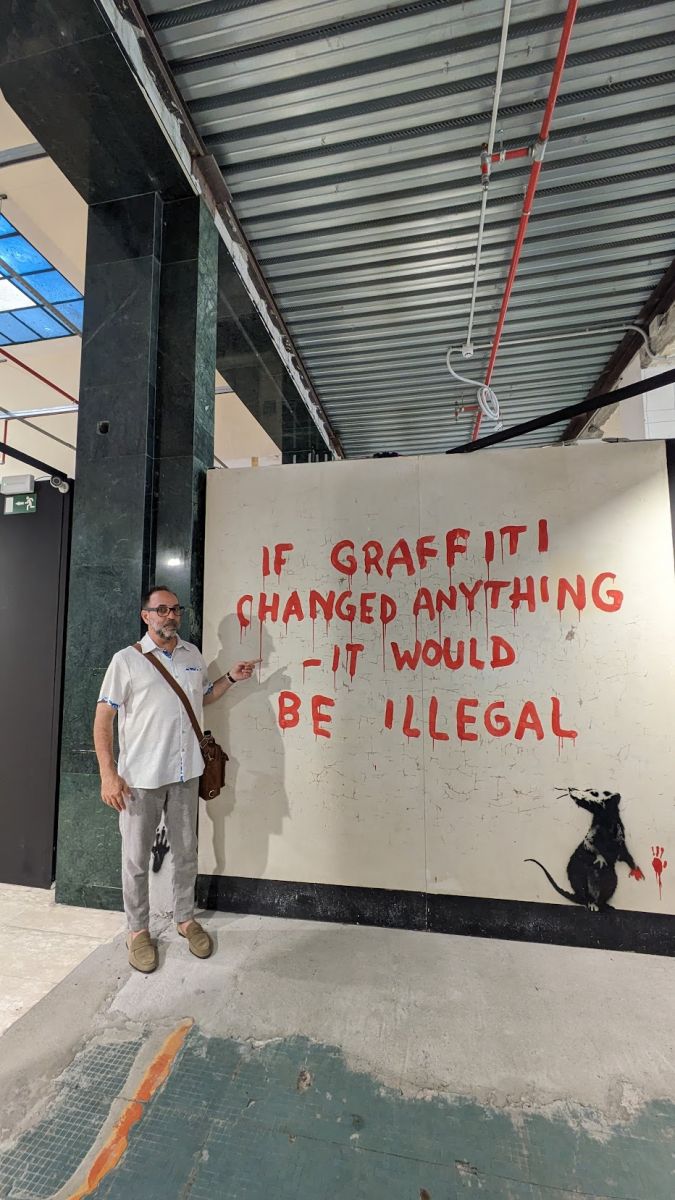 IF GRAFFITI
CHANGED ANYTHING
-IT WOULD
BE ILLEGAL